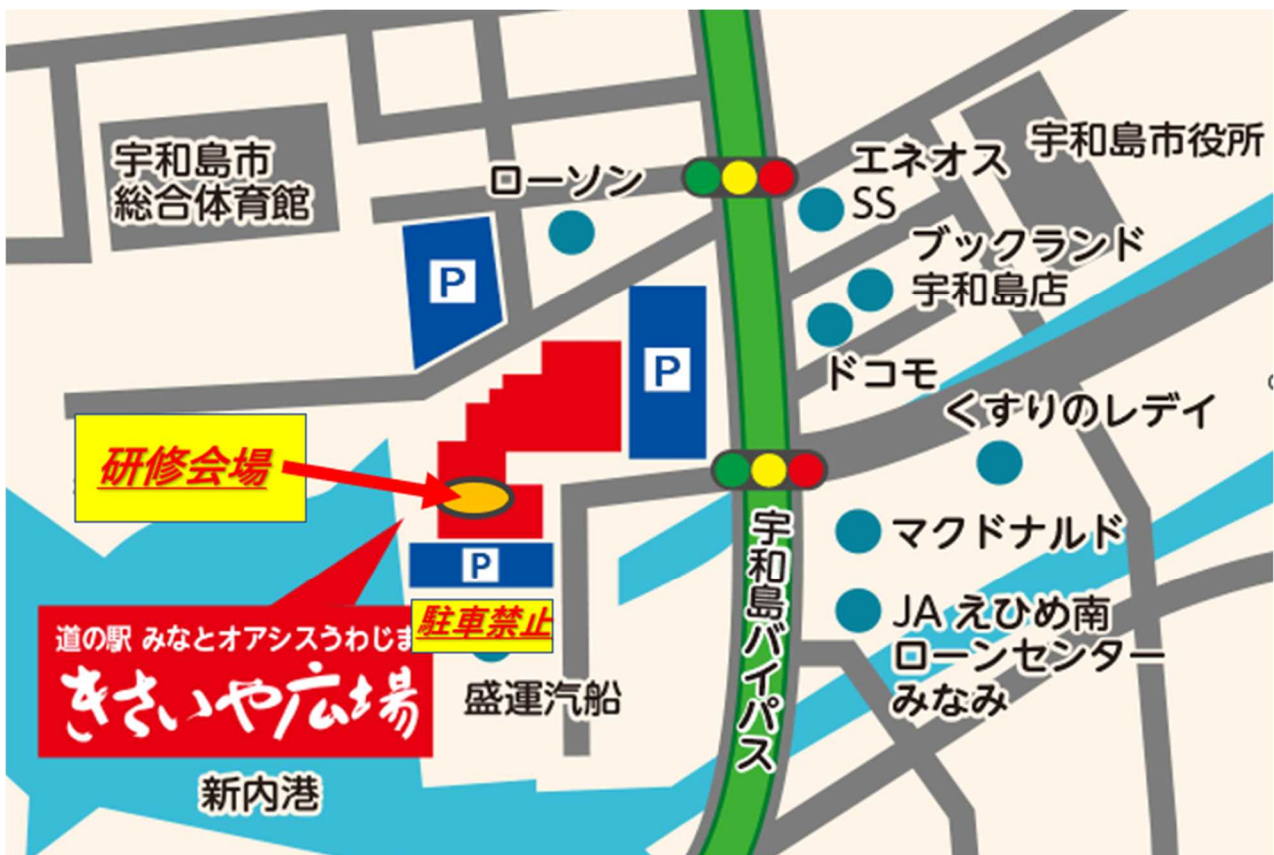 宇和島市
総合体育館
ローソン
エネオス
SS
宇和島市役所
ブックランド
宇和島店
ドコモ
くすりのレデイ
P
P
研修会場
P
駐車禁止
道の駅 みなとオアシスうわじま
きさいや広場
盛運汽船
新内港
宇和島バイパス
マクドナルド
JA えひめ南
ローンセンター
みなみ